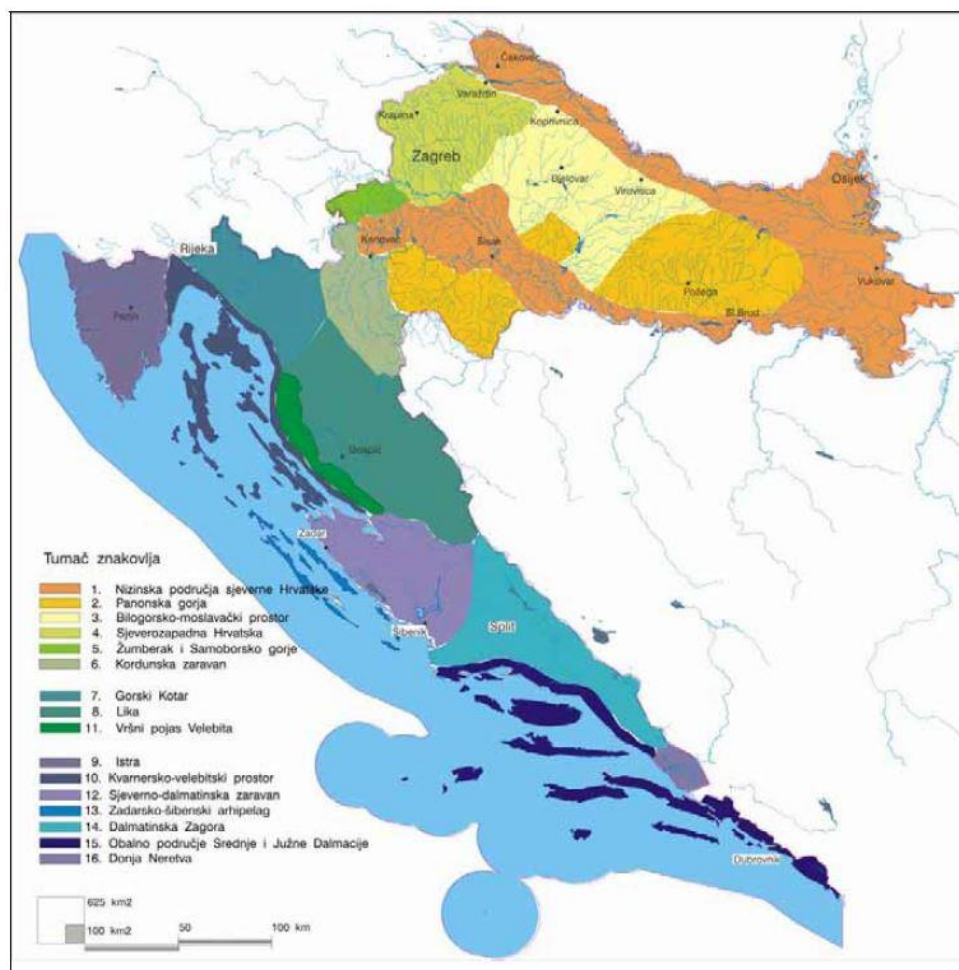 Čakovec
Varaždin
Krapina
Koprivnica
Zagreb
Bjelovar
Virovitica
Osijek
Karlovac
Sisak
Rijeka
Požega
Vukovar
Sl.Brod
Pazin
Gospić
Zadar
Šibenik
Split
Dubrovnik
Tumač znakovlja
1. Nizinska područja sjeverne Hrvatske
2. Panonska gorja
3. Bilogorsko-moslavački prostor
4. Sjeverozapadna Hrvatska
5. Žumberak i Samoborsko gorje
6. Kordunska zaravan
7. Gorski Kotar
8. Lika
11. Vršni pojas Velebita
9. Istra
10. Kvarnersko-velebitski prostor
12. Sjeverno-dalmatinska zaravan
13. Zadarsko-šibenski arhipelag
14. Dalmatinska Zagora
15. Obalno područje Srednje i Južne Dalmacije
16. Donja Neretva
625 km2
100 km2
50
100 km